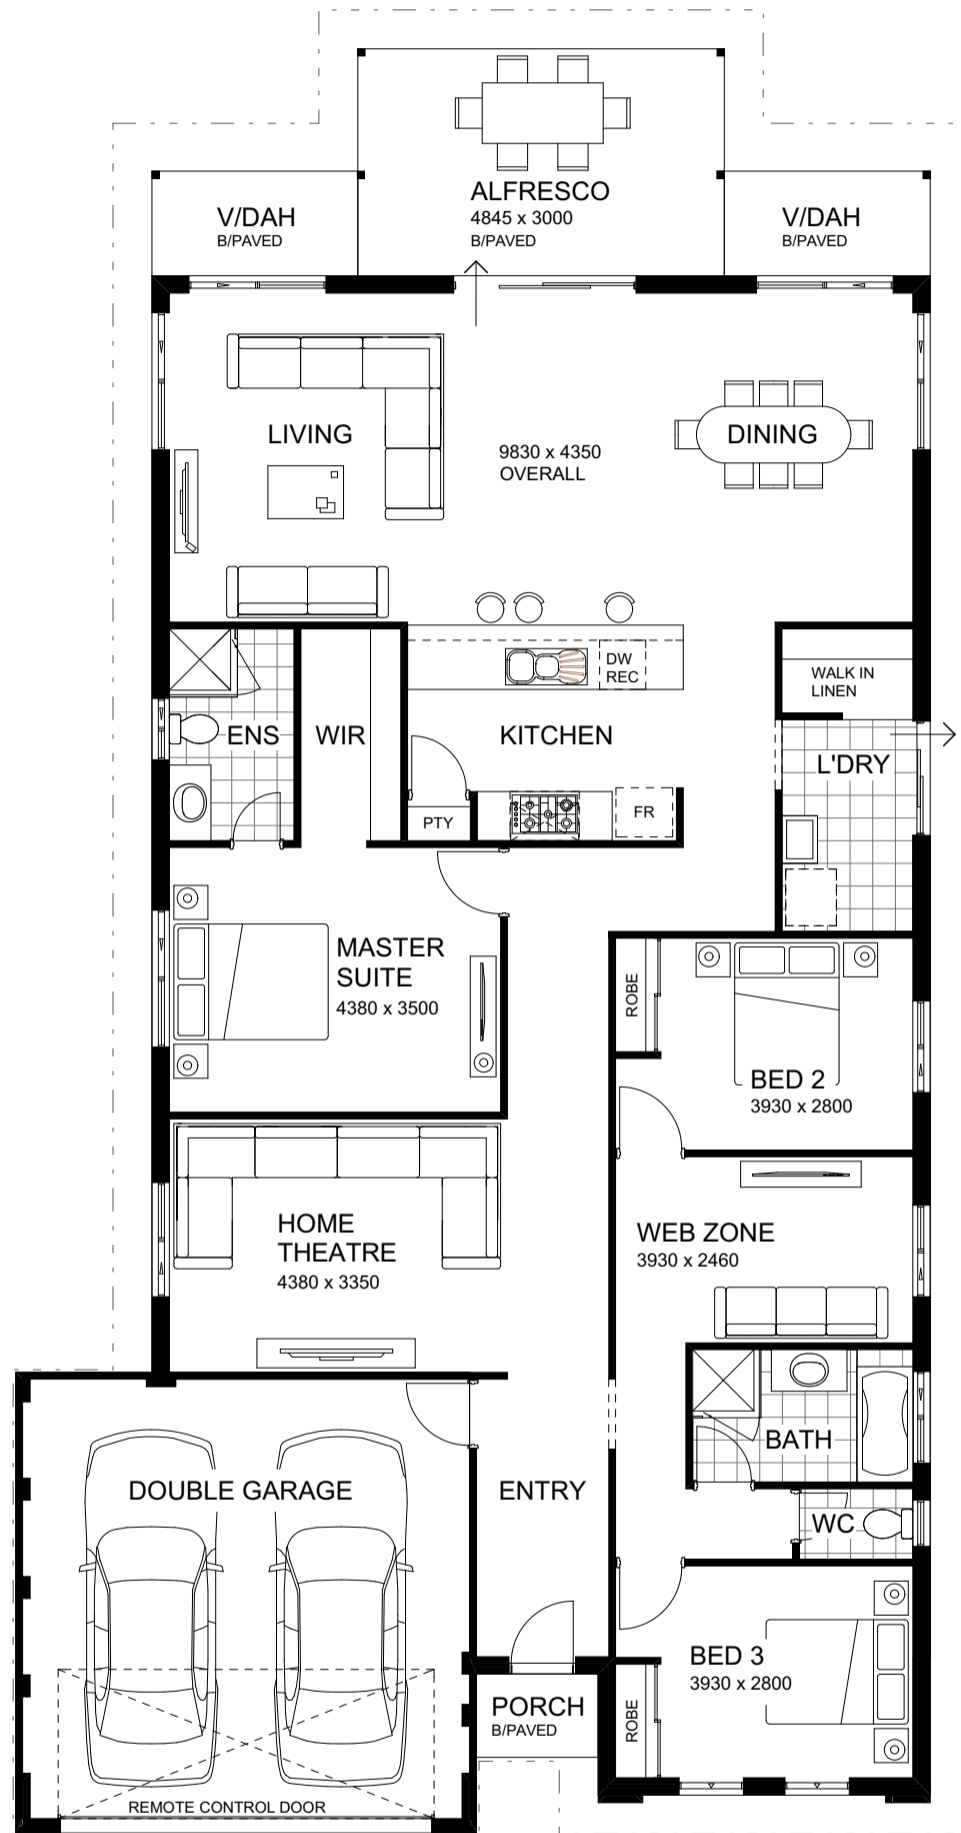 ALFRESCO
4845 x 3000
B/PAVED
V/DAH
B/PAVED
V/DAH
B/PAVED
LIVING
9830 x 4350
OVERALL
DINING
DW
REC
WALK IN
LINEN
ENS
WIR
KITCHEN
L'DRY
PTY
FR
MASTER
SUITE
4380 x 3500
ROBE
BED 2
3930 x 2800
HOME
THEATRE
4380 x 3350
WEB ZONE
3930 x 2460
BATH
DOUBLE GARAGE
ENTRY
WC
BED 3
3930 x 2800
PORCH
B/PAVED
ROBE
REMOTE CONTROL DOOR